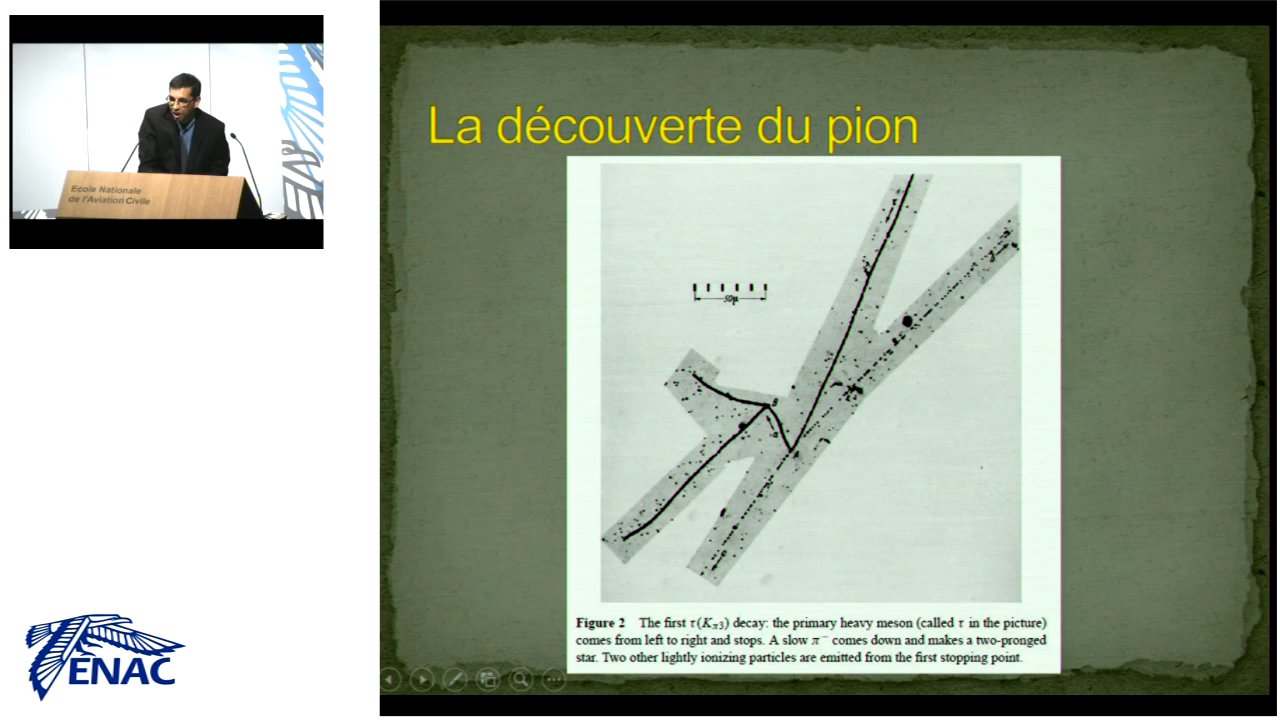 Ecole Nationale
de l'Aviation Civile
La découverte du pion
50μ
Figure 2 The first τ(Kπ3) decay: the primary heavy meson (called τ in the picture)
comes from left to right and stops. A slow π⁻ comes down and makes a two-pronged
star. Two other lightly ionizing particles are emitted from the first stopping point.
ENAC